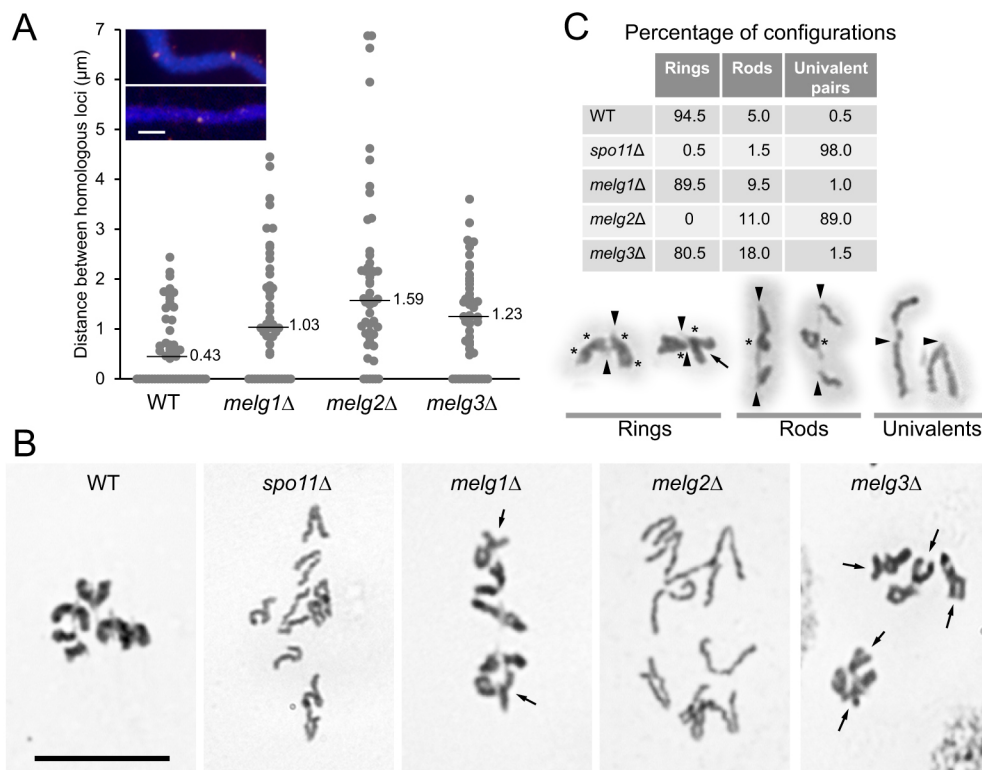 A
Distance between homologous loci (μm)
7
6
5
4
3
2
1
0
0.43
1.03
1.59
1.23
WT
melg1Δ
melg2Δ
melg3Δ
C
Percentage of configurations
Rings Rods Univalent pairs
WT 94.5 5.0 0.5
spo11Δ 0.5 1.5 98.0
melg1Δ 89.5 9.5 1.0
melg2Δ 0 11.0 89.0
melg3Δ 80.5 18.0 1.5
* * * * * * * *
Rings
Rods
Univalents
B
WT
spo11Δ
melg1Δ
melg2Δ
melg3Δ